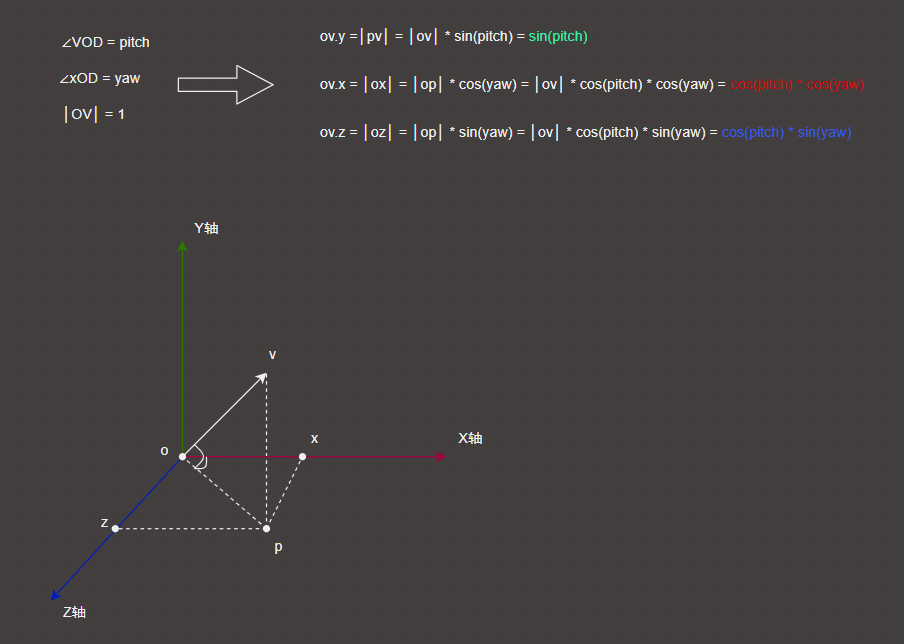 ∠VOD = pitch
∠xOD = yaw
|OV| = 1
ov.y =|pv| = |ov| * sin(pitch) = sin(pitch)
ov.x = |ox| = |op| * cos(yaw) = |ov| * cos(pitch) * cos(yaw) = cos(pitch) * cos(yaw)
ov.z = |oz| = |op| * sin(yaw) = |ov| * cos(pitch) * sin(yaw) = cos(pitch) * sin(yaw)
Y轴
v
o
x
X轴
z
p
Z轴